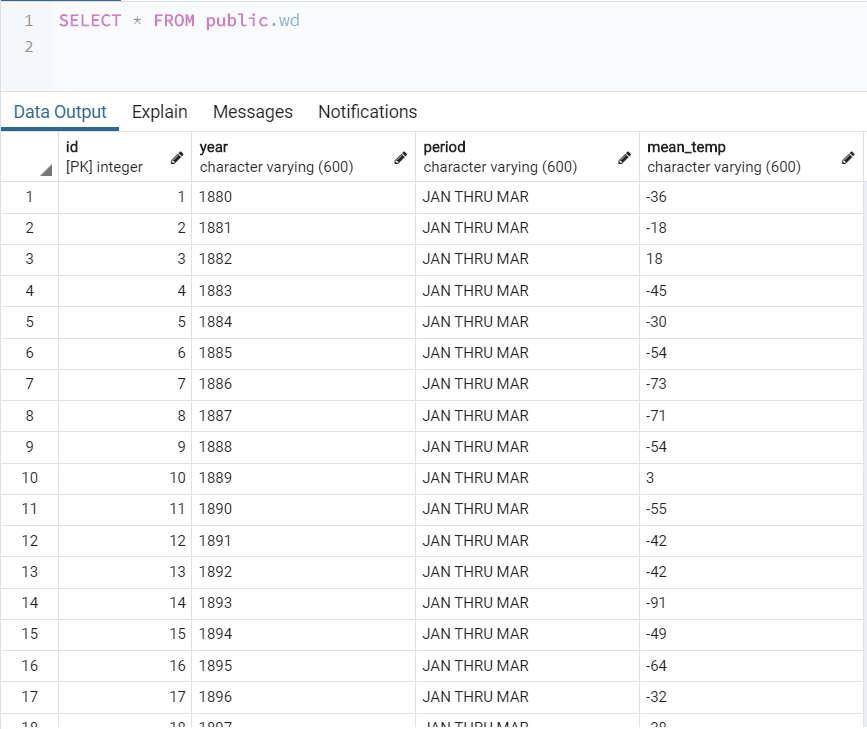 1 SELECT * FROM public.wd
2
Data Output Explain Messages Notifications
id year period mean_temp
[PK] integer character varying (600) character varying (600) character varying (600)
1 1 1880 JAN THRU MAR -36
2 2 1881 JAN THRU MAR -18
3 3 1882 JAN THRU MAR 18
4 4 1883 JAN THRU MAR -45
5 5 1884 JAN THRU MAR -30
6 6 1885 JAN THRU MAR -54
7 7 1886 JAN THRU MAR -73
8 8 1887 JAN THRU MAR -71
9 9 1888 JAN THRU MAR -54
10 10 1889 JAN THRU MAR 3
11 11 1890 JAN THRU MAR -55
12 12 1891 JAN THRU MAR -42
13 13 1892 JAN THRU MAR -42
14 14 1893 JAN THRU MAR -91
15 15 1894 JAN THRU MAR -49
16 16 1895 JAN THRU MAR -64
17 17 1896 JAN THRU MAR -32
18 18 1897 JAN THRU MAR